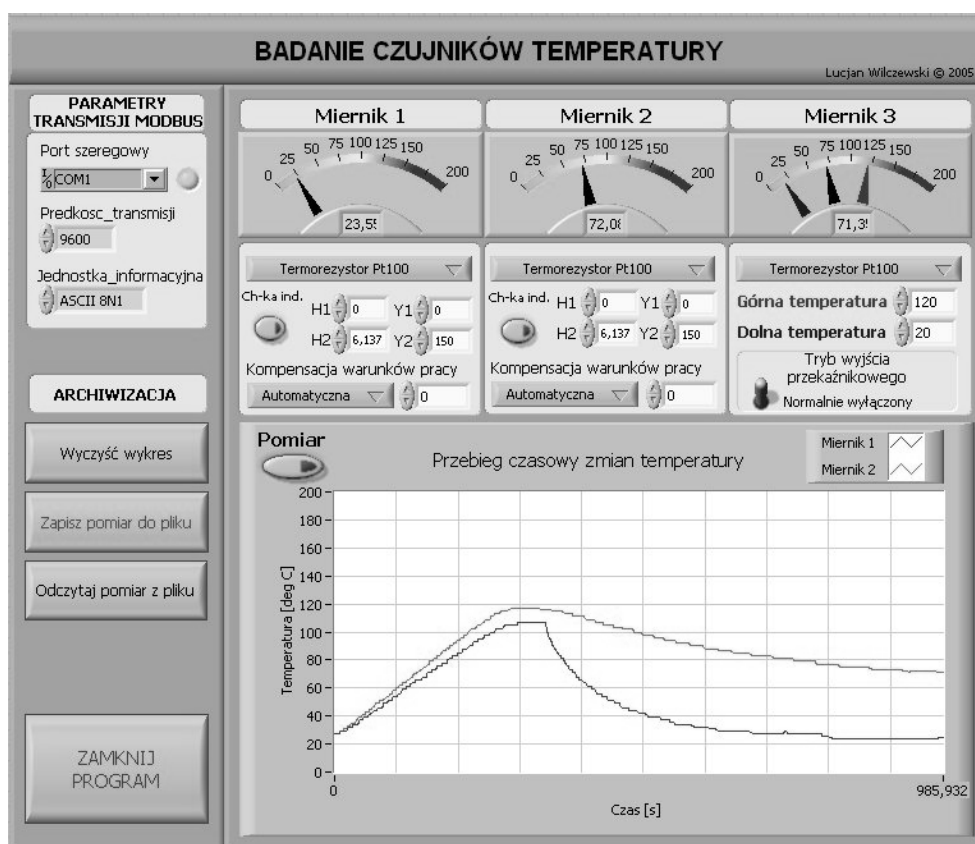 BADANIE CZUJNIKÓW TEMPERATURY
Lucjan Wilczewski © 2005
PARAMETRY
TRANSMISJI MODBUS
Port szeregowy
COM1
Predkosc_transmisji
9600
Jednostka_informacyjna
ASCII 8N1
ARCHIWIZACJA
Wyczyść wykres
Zapisz pomiar do pliku
Odczytaj pomiar z pliku
ZAMKNIJ
PROGRAM
Miernik 1
0 25 50 75 100 125 150 200
23,55
Termorezystor Pt100
Ch-ka ind.
H1 0 Y1 0
H2 6,137 Y2 150
Kompensacja warunków pracy
Automatyczna 0
Miernik 2
0 25 50 75 100 125 150 200
72,08
Termorezystor Pt100
Ch-ka ind.
H1 0 Y1 0
H2 6,137 Y2 150
Kompensacja warunków pracy
Automatyczna 0
Miernik 3
0 25 50 75 100 125 150 200
71,3
Termorezystor Pt100
Górna temperatura 120
Dolna temperatura 20
Tryb wyjścia
przekaźnikowego
Normalnie wyłączony
Pomiar
Przebieg czasowy zmian temperatury
Miernik 1
Miernik 2
Temperatura [deg C]
200
180
160
140
120
100
80
60
40
20
0
0 985,932
Czas [s]